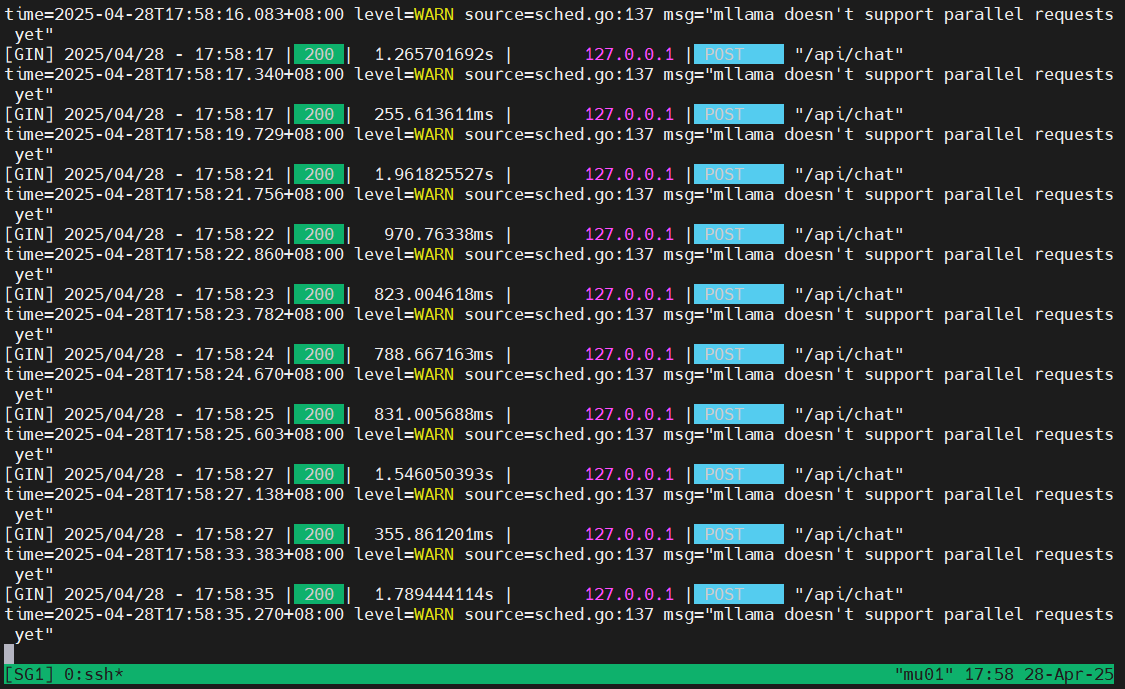 time=2025-04-28T17:58:16.083+08:00 level=WARN source=sched.go:137 msg="mllama doesn't support parallel requests
yet"
[GIN] 2025/04/28 - 17:58:17 | 200 | 1.265701692s | 127.0.0.1 | POST "/api/chat"
time=2025-04-28T17:58:17.340+08:00 level=WARN source=sched.go:137 msg="mllama doesn't support parallel requests
yet"
[GIN] 2025/04/28 - 17:58:17 | 200 | 255.613611ms | 127.0.0.1 | POST "/api/chat"
time=2025-04-28T17:58:19.729+08:00 level=WARN source=sched.go:137 msg="mllama doesn't support parallel requests
yet"
[GIN] 2025/04/28 - 17:58:21 | 200 | 1.961825527s | 127.0.0.1 | POST "/api/chat"
time=2025-04-28T17:58:21.756+08:00 level=WARN source=sched.go:137 msg="mllama doesn't support parallel requests
yet"
[GIN] 2025/04/28 - 17:58:22 | 200 | 970.76338ms | 127.0.0.1 | POST "/api/chat"
time=2025-04-28T17:58:22.860+08:00 level=WARN source=sched.go:137 msg="mllama doesn't support parallel requests
yet"
[GIN] 2025/04/28 - 17:58:23 | 200 | 823.004618ms | 127.0.0.1 | POST "/api/chat"
time=2025-04-28T17:58:23.782+08:00 level=WARN source=sched.go:137 msg="mllama doesn't support parallel requests
yet"
[GIN] 2025/04/28 - 17:58:24 | 200 | 788.667163ms | 127.0.0.1 | POST "/api/chat"
time=2025-04-28T17:58:24.670+08:00 level=WARN source=sched.go:137 msg="mllama doesn't support parallel requests
yet"
[GIN] 2025/04/28 - 17:58:25 | 200 | 831.005688ms | 127.0.0.1 | POST "/api/chat"
time=2025-04-28T17:58:25.603+08:00 level=WARN source=sched.go:137 msg="mllama doesn't support parallel requests
yet"
[GIN] 2025/04/28 - 17:58:27 | 200 | 1.546050393s | 127.0.0.1 | POST "/api/chat"
time=2025-04-28T17:58:27.138+08:00 level=WARN source=sched.go:137 msg="mllama doesn't support parallel requests
yet"
[GIN] 2025/04/28 - 17:58:27 | 200 | 355.861201ms | 127.0.0.1 | POST "/api/chat"
time=2025-04-28T17:58:33.383+08:00 level=WARN source=sched.go:137 msg="mllama doesn't support parallel requests
yet"
[GIN] 2025/04/28 - 17:58:35 | 200 | 1.789444114s | 127.0.0.1 | POST "/api/chat"
time=2025-04-28T17:58:35.270+08:00 level=WARN source=sched.go:137 msg="mllama doesn't support parallel requests
yet"
[SG1] 0:ssh* "mu01" 17:58 28-Apr-25